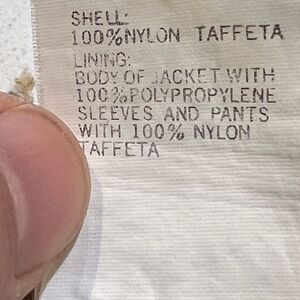 SHELL:
100%NYLON TAFFETA
LINING:
BODY OF JACKET WITH
100%POLYPROPYLENE
SLEEVES AND PANTS
WITH 100% NYLON
TAFFETA